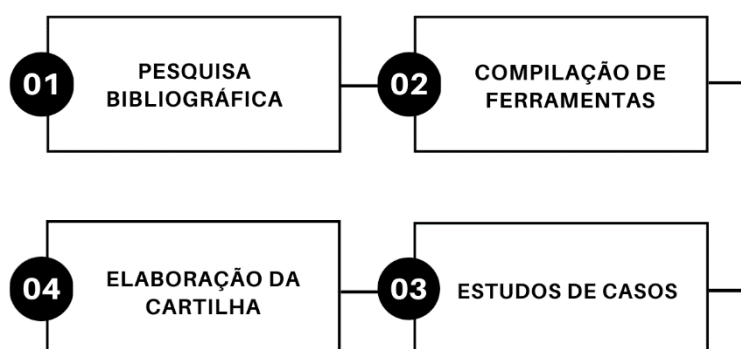 01
PESQUISA
BIBLIOGRÁFICA
02
COMPILAÇÃO DE
FERRAMENTAS
04
ELABORAÇÃO DA
CARTILHA
03
ESTUDOS DE CASOS